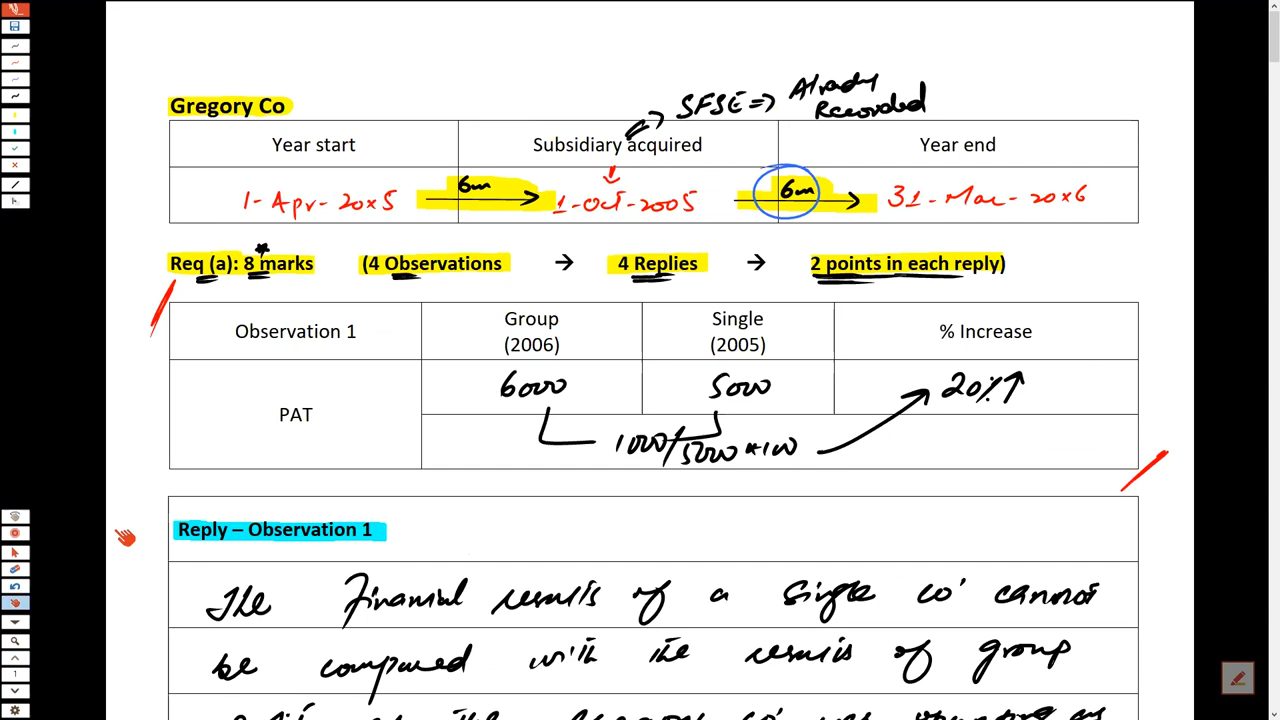 SFSE => Already
Recorded
Gregory Co
Year start Subsidiary acquired Year end
6m 6m
1-Apr-20x5 1-Oct-2005 31-Mar-20x6
Req (a): 8 marks (4 Observations → 4 Replies → 2 points in each reply)
Observation 1 Group (2006) Single (2005) % Increase
PAT 6000 5000 20% ↑
1000/5000 * 100
Reply – Observation 1
The financial results of a single co' cannot
be compared with the results of group
1